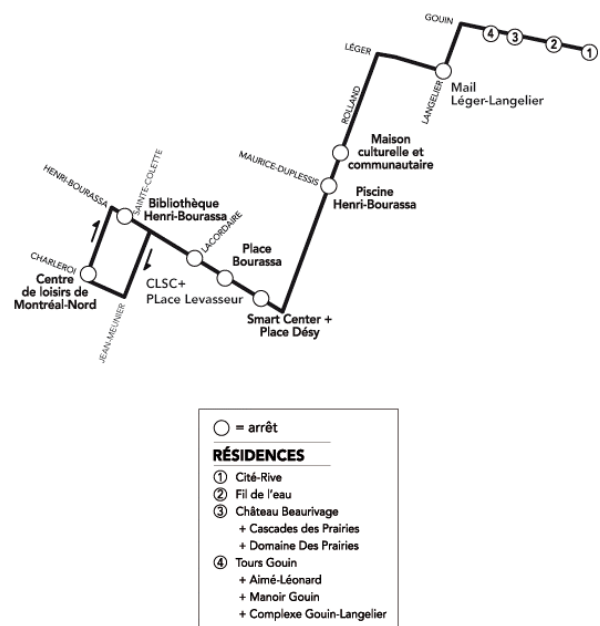 GOUIN
4
3
2
1
LÉGER
LANGELIER
Mail
Léger-Langelier
ROLLAND
Maison
culturelle et
communautaire
MAURICE-DUPLESSIS
Piscine
Henri-Bourassa
HENRI-BOURASSA
SAINTE-COLETTE
Bibliothèque
Henri-Bourassa
LACORDAIRE
Place
Bourassa
CHARLEROI
Centre
de loisirs de
Montréal-Nord
CLSC+
PLace Levasseur
JEAN-MEUNIER
Smart Center +
Place Désy
= arrêt
RÉSIDENCES
1 Cité-Rive
2 Fil de l'eau
3 Château Beaurivage
+ Cascades des Prairies
+ Domaine Des Prairies
4 Tours Gouin
+ Aimé-Léonard
+ Manoir Gouin
+ Complexe Gouin-Langelier